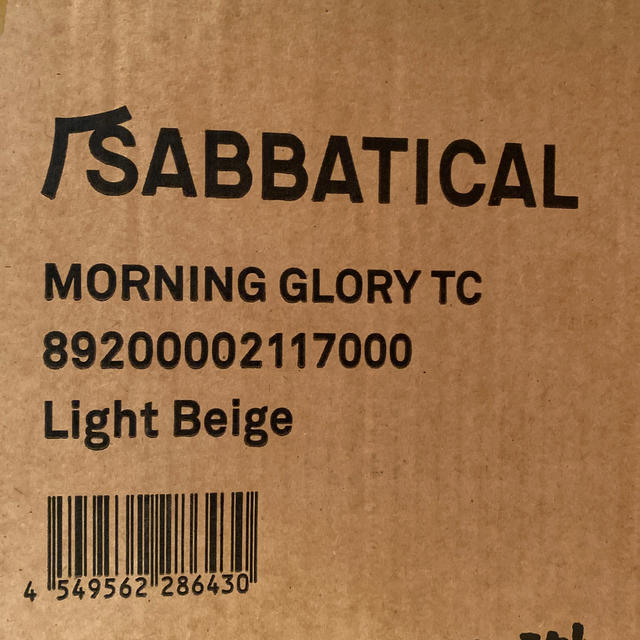 SABBATICAL
MORNING GLORY TC
89200002117000
Light Beige
4 549562 286430